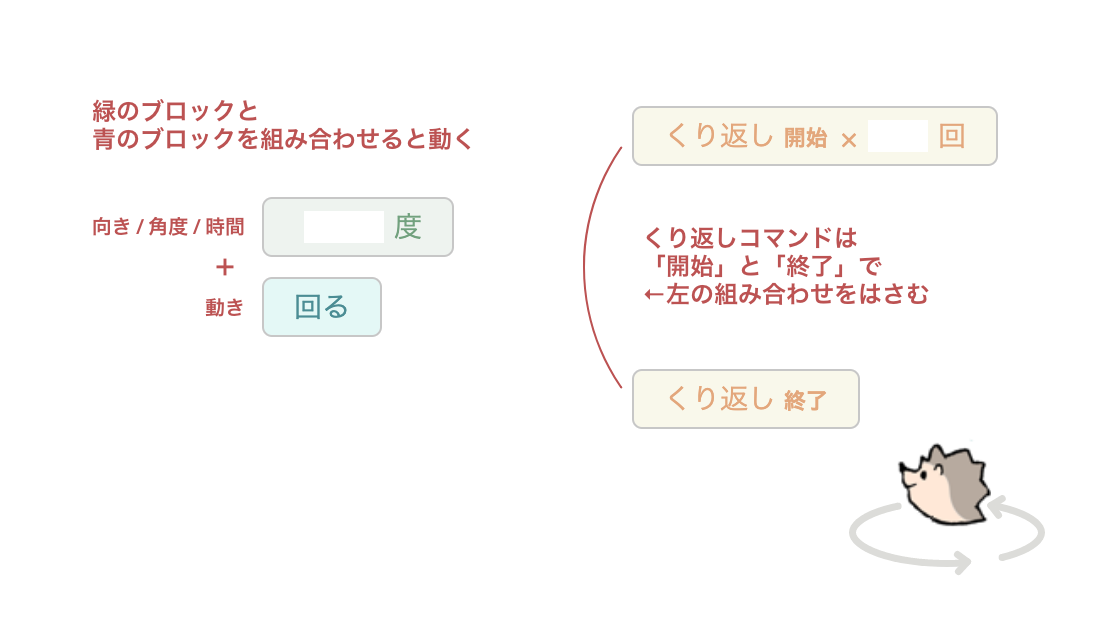 緑のブロックと
青のブロックを組み合わせると動く
向き / 角度 / 時間
度
+
動き
回る
くり返し 開始 × 回
くり返しコマンドは
「開始」と「終了」で
←左の組み合わせをはさむ
くり返し 終了